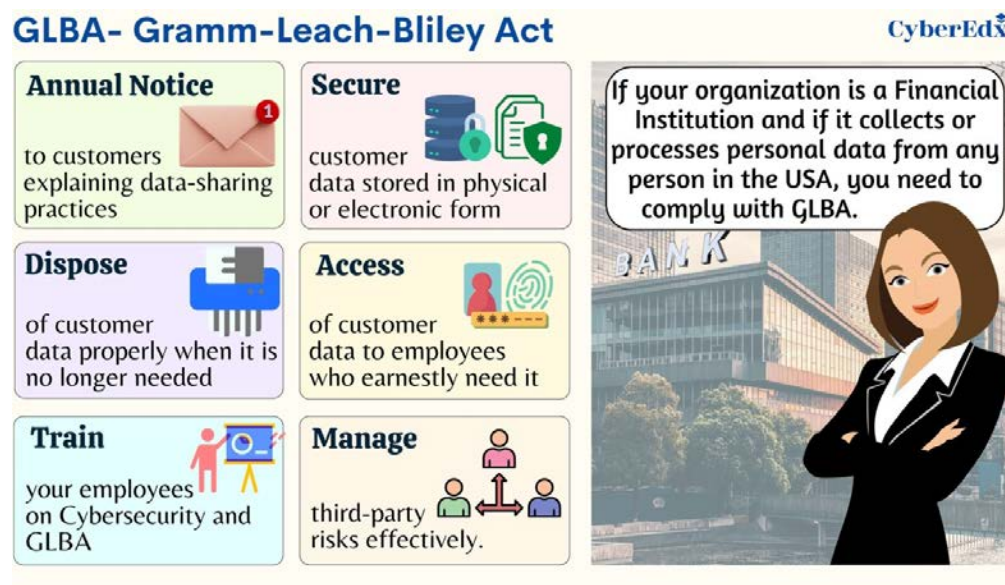 GLBA- Gramm-Leach-Bliley Act
CyberEdx
Annual Notice
1
to customers
explaining data-sharing
practices
Secure
customer
data stored in physical
or electronic form
If your organization is a Financial
Institution and if it collects or
processes personal data from any
person in the USA, you need to
comply with GLBA.
BANK
Dispose
of customer
data properly when it is
no longer needed
Access
of customer
data to employees
who earnestly need it
Train
your employees
on Cybersecurity and
GLBA
Manage
third-party
risks effectively.